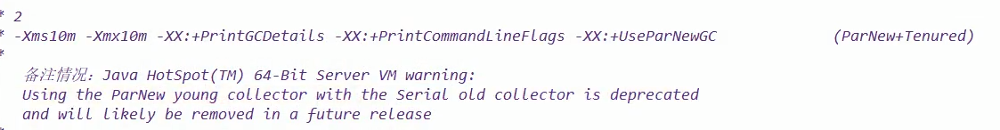 * 2
* -Xms10m -Xmx10m -XX:+PrintGCDetails -XX:+PrintCommandLineFlags -XX:+UseParNewGC (ParNew+Tenured)
*
备注情况：Java HotSpot(TM) 64-Bit Server VM warning:
Using the ParNew young collector with the Serial old collector is deprecated
and will likely be removed in a future release
*